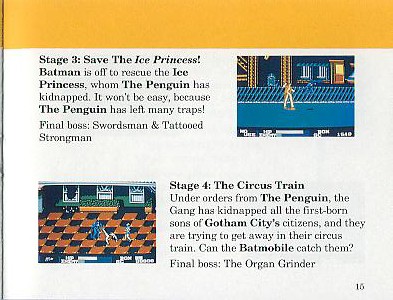 Stage 3: Save The Ice Princess!
Batman is off to rescue the Ice
Princess, whom The Penguin has
kidnapped. It won't be easy, because
The Penguin has left many traps!
Final boss: Swordsman & Tattooed
Strongman
Stage 4: The Circus Train
Under orders from The Penguin, the
Gang has kidnapped all the first-born
sons of Gotham City's citizens, and they
are trying to get away in their circus
train. Can the Batmobile catch them?
Final boss: The Organ Grinder
15